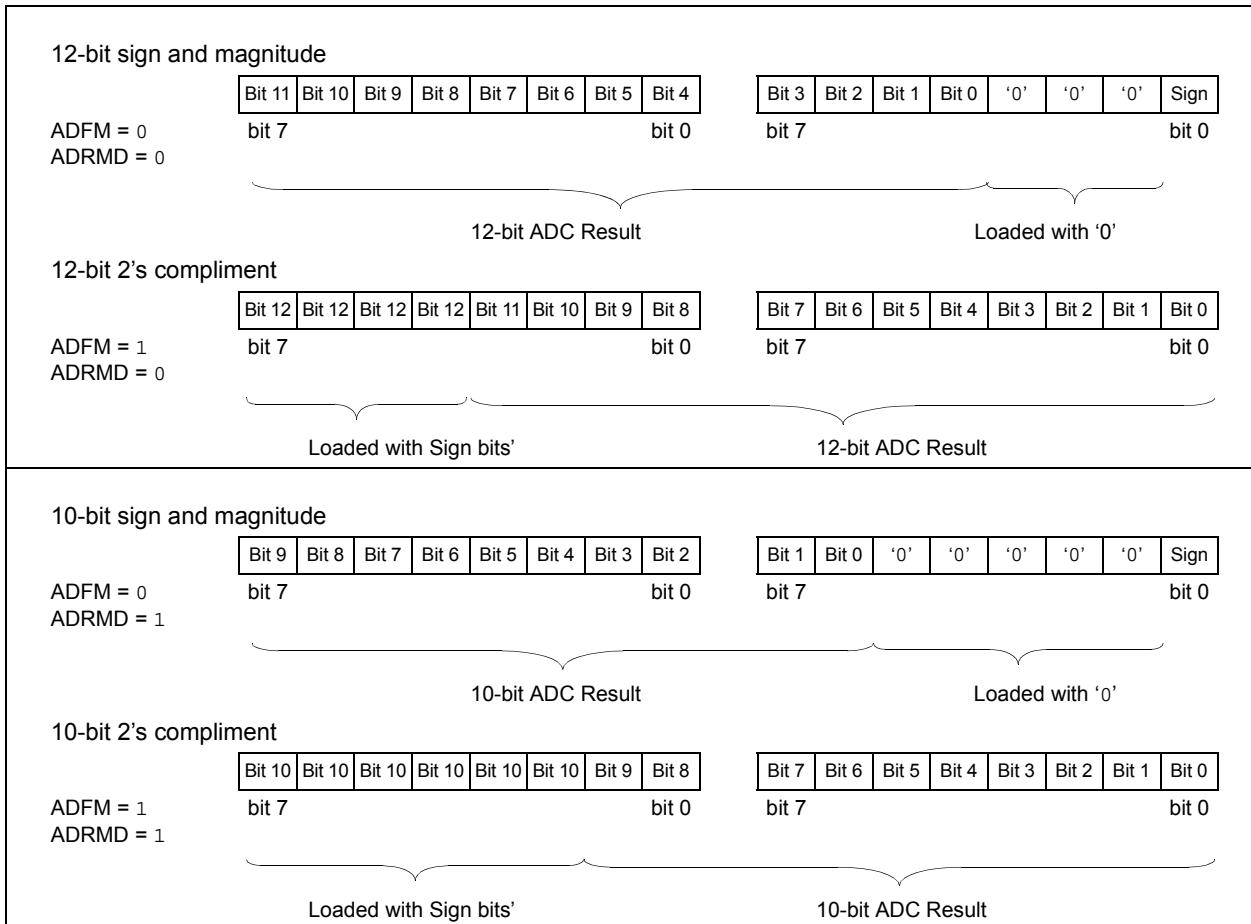 12-bit sign and magnitude
Bit 11 Bit 10 Bit 9 Bit 8 Bit 7 Bit 6 Bit 5 Bit 4 Bit 3 Bit 2 Bit 1 Bit 0 ‘0’ ‘0’ ‘0’ Sign
ADFM = 0 bit 7 bit 0 bit 7 bit 0
ADRMD = 0
12-bit ADC Result Loaded with ‘0’
12-bit 2’s compliment
Bit 12 Bit 12 Bit 12 Bit 12 Bit 11 Bit 10 Bit 9 Bit 8 Bit 7 Bit 6 Bit 5 Bit 4 Bit 3 Bit 2 Bit 1 Bit 0
ADFM = 1 bit 7 bit 0 bit 7 bit 0
ADRMD = 0
Loaded with Sign bits’ 12-bit ADC Result
10-bit sign and magnitude
Bit 9 Bit 8 Bit 7 Bit 6 Bit 5 Bit 4 Bit 3 Bit 2 Bit 1 Bit 0 ‘0’ ‘0’ ‘0’ ‘0’ ‘0’ Sign
ADFM = 0 bit 7 bit 0 bit 7 bit 0
ADRMD = 1
10-bit ADC Result Loaded with ‘0’
10-bit 2’s compliment
Bit 10 Bit 10 Bit 10 Bit 10 Bit 10 Bit 10 Bit 9 Bit 8 Bit 7 Bit 6 Bit 5 Bit 4 Bit 3 Bit 2 Bit 1 Bit 0
ADFM = 1 bit 7 bit 0 bit 7 bit 0
ADRMD = 1
Loaded with Sign bits’ 10-bit ADC Result